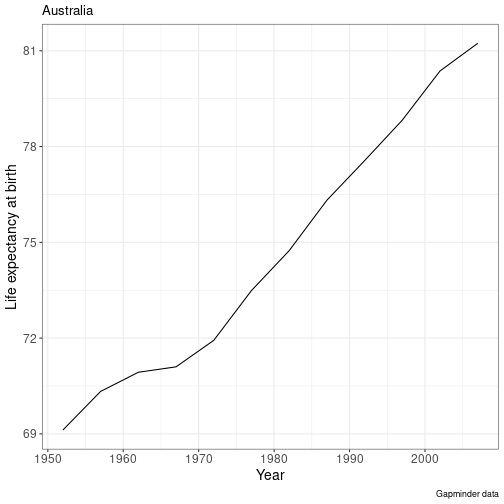 Australia
81
78
75
72
69
Life expectancy at birth
1950 1960 1970 1980 1990 2000
Year
Gapminder data